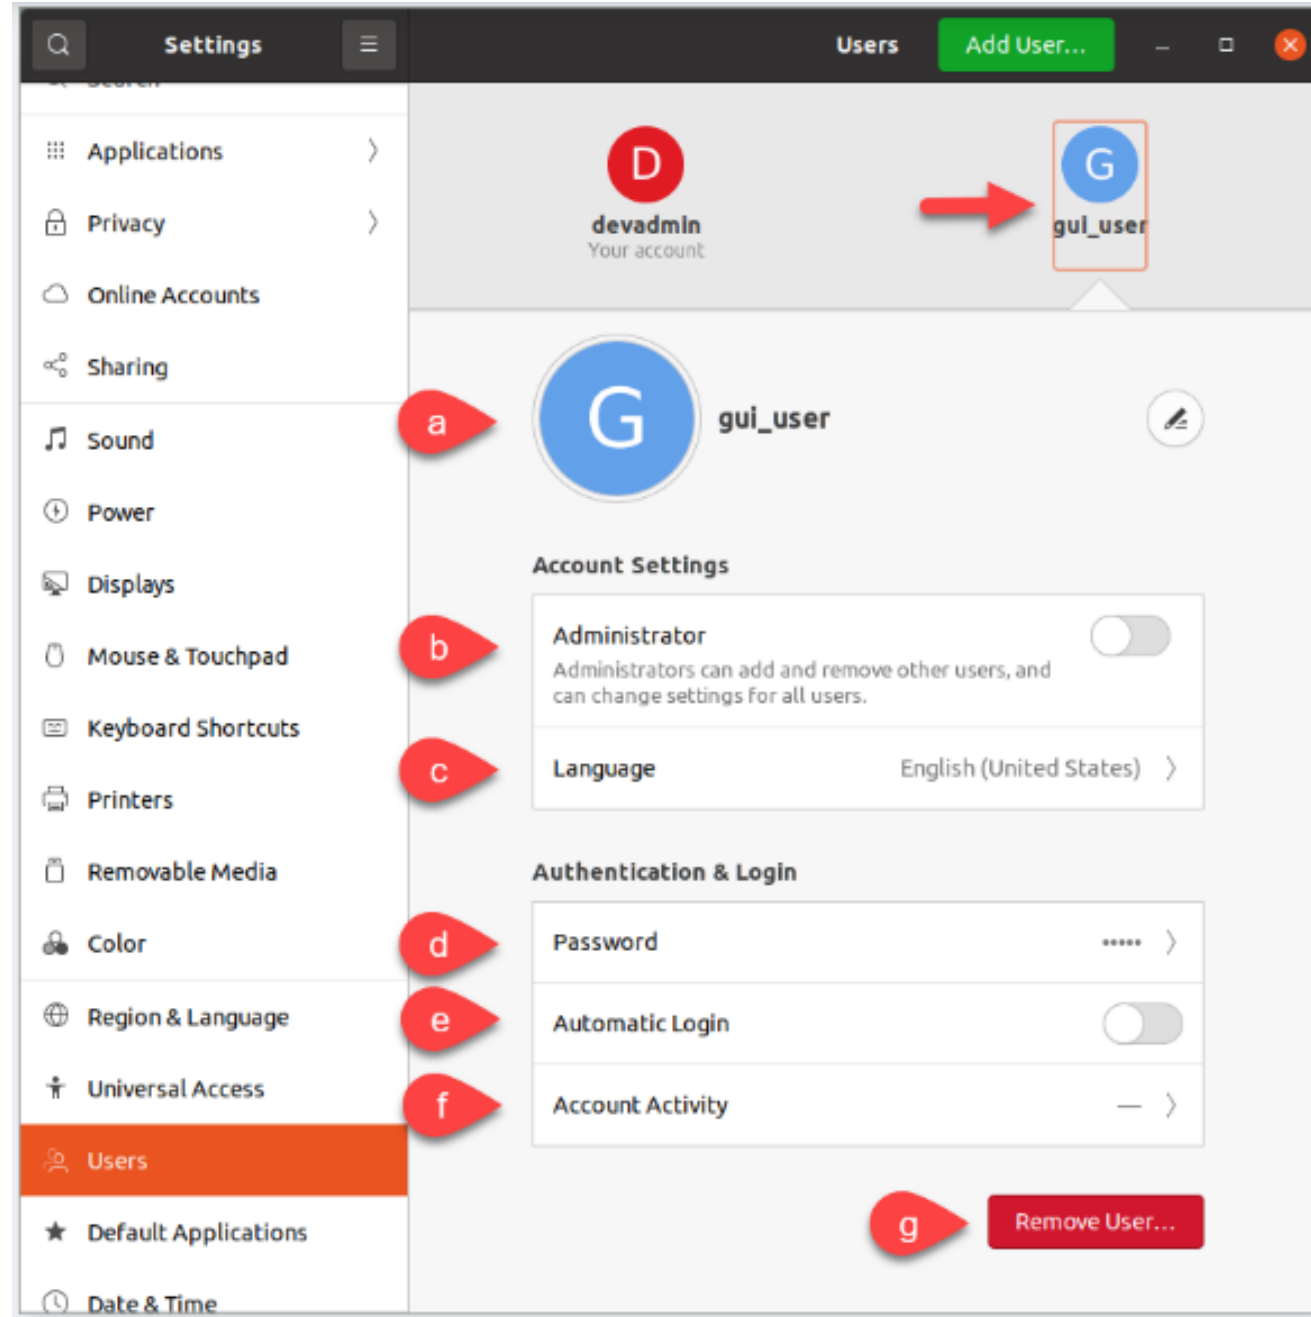 Settings
Users
Add User...
Search
Applications
Privacy
Online Accounts
Sharing
Sound
Power
Displays
Mouse & Touchpad
Keyboard Shortcuts
Printers
Removable Media
Color
Region & Language
Universal Access
Users
Default Applications
Date & Time
D
devadmin
Your account
G
gui_user
a
G
gui_user
Account Settings
b
Administrator
Administrators can add and remove other users, and
can change settings for all users.
c
Language English (United States)
Authentication & Login
d
Password •••••
e
Automatic Login
f
Account Activity —
g
Remove User...